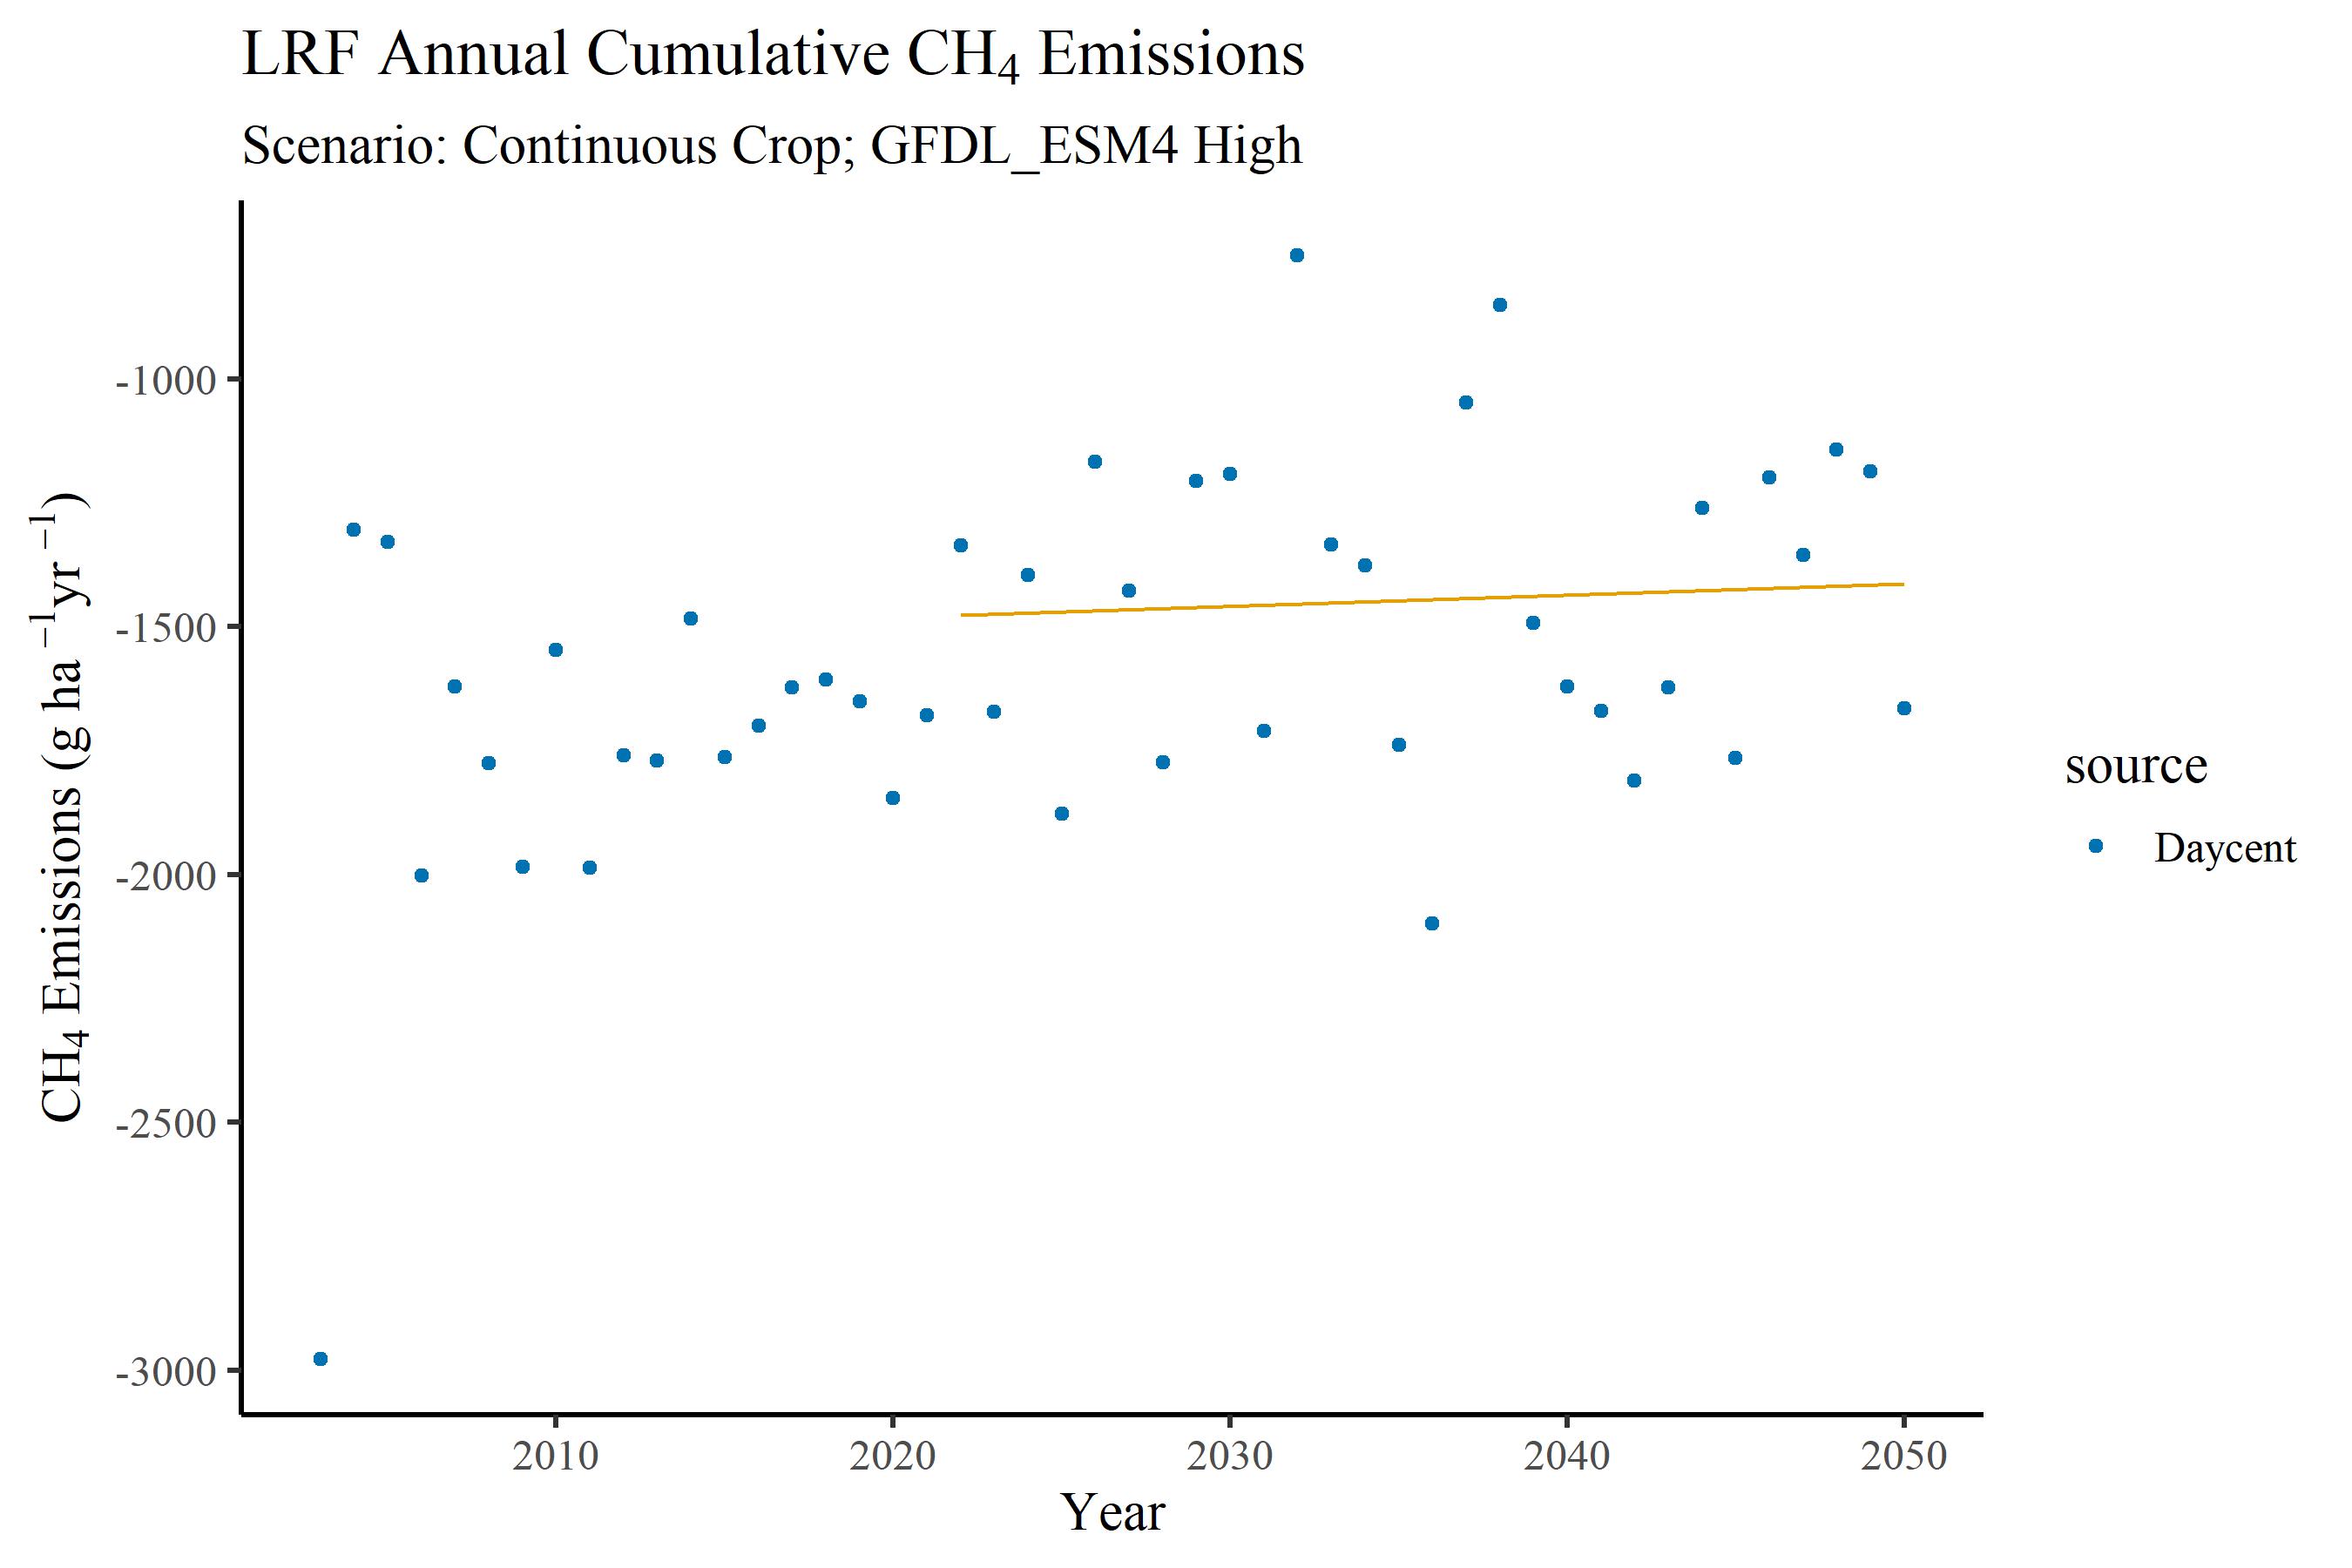 LRF Annual Cumulative CH₄ Emissions
Scenario: Continuous Crop; GFDL_ESM4 High
CH₄ Emissions (g ha⁻¹yr⁻¹)
-1000
-1500
-2000
-2500
-3000
2010 2020 2030 2040 2050
Year
source
Daycent